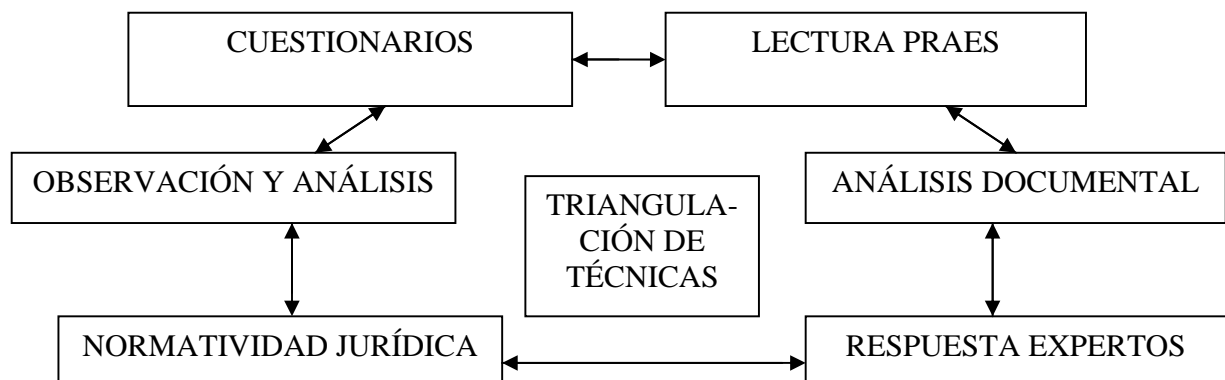 CUESTIONARIOS
LECTURA PRAES
OBSERVACIÓN Y ANÁLISIS
ANÁLISIS DOCUMENTAL
TRIANGULA-
CIÓN DE
TÉCNICAS
NORMATIVIDAD JURÍDICA
RESPUESTA EXPERTOS